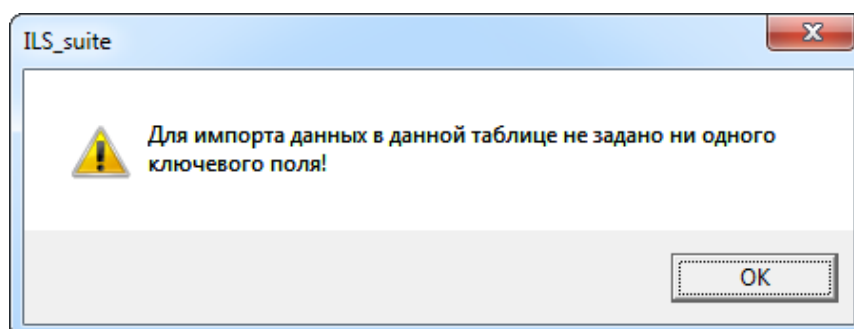 ILS_suite
Для импорта данных в данной таблице не задано ни одного
ключевого поля!
OK